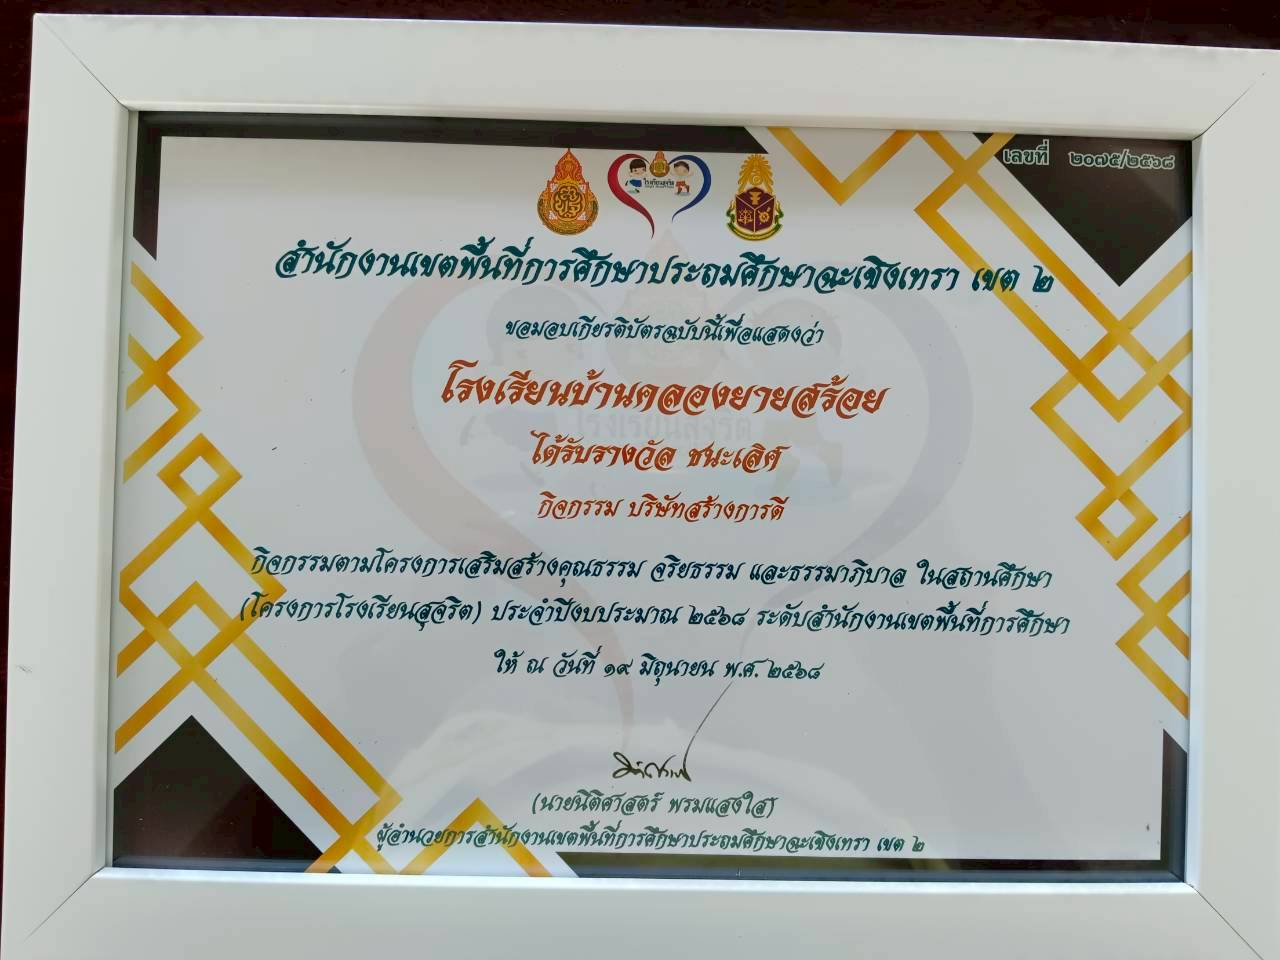 เลขที่ ๒๐๗๕/๒๕๖๘
โรงเรียนสุจริต
สำนักงานเขตพื้นที่การศึกษาประถมศึกษาฉะเชิงเทรา เขต ๒
ขอมอบเกียรติบัตรฉบับนี้เพื่อแสดงว่า
โรงเรียนบ้านคลองยายสร้อย
ได้รับรางวัล ชนะเลิศ
กิจกรรม บริษัทสร้างการดี
กิจกรรมตามโครงการเสริมสร้างคุณธรรม จริยธรรม และธรรมาภิบาล ในสถานศึกษา
(โครงการโรงเรียนสุจริต) ประจำปีงบประมาณ ๒๕๖๘ ระดับสำนักงานเขตพื้นที่การศึกษา
ให้ ณ วันที่ ๑๙ มิถุนายน พ.ศ. ๒๕๖๘
(นายนิติศาสตร์ พรมแสงใส)
ผู้อำนวยการสำนักงานเขตพื้นที่การศึกษาประถมศึกษาฉะเชิงเทรา เขต ๒